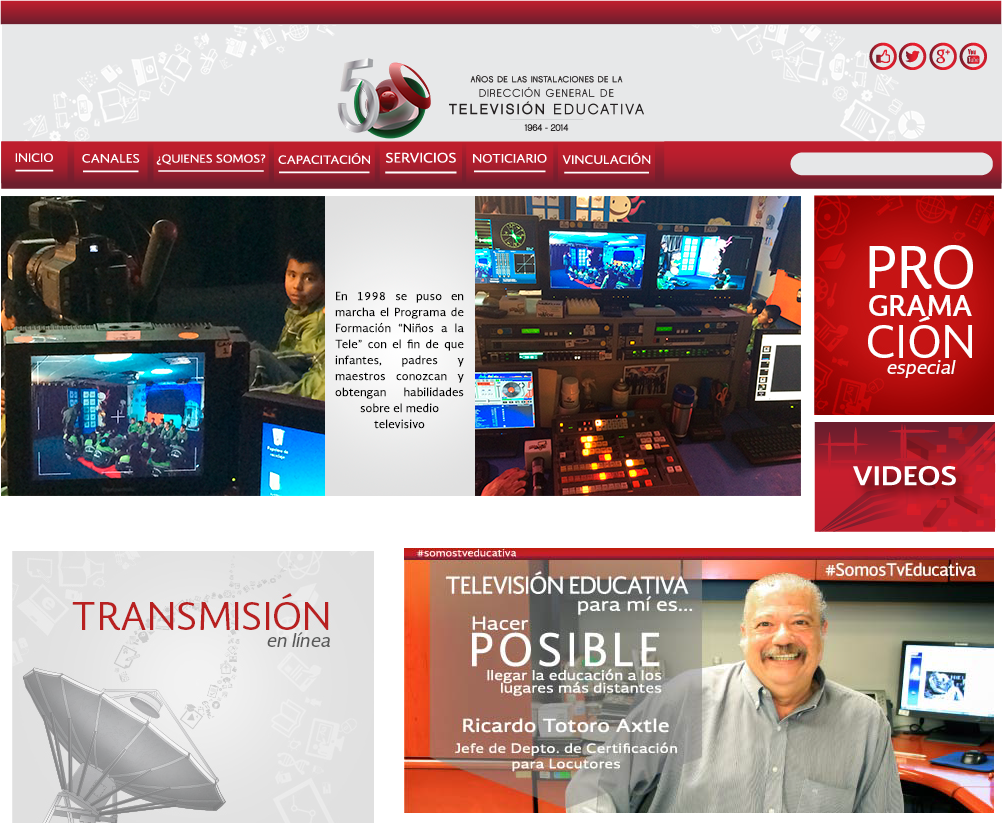 50
AÑOS DE LAS INSTALACIONES DE LA
DIRECCIÓN GENERAL DE
TELEVISIÓN EDUCATIVA
1964 - 2014
g+
You
Tube
INICIO
CANALES
¿QUIENES SOMOS?
CAPACITACIÓN
SERVICIOS
NOTICIARIO
VINCULACIÓN
En 1998 se puso en
marcha el Programa de
Formación "Niños a la
Tele" con el fin de que
infantes, padres y
maestros conozcan y
obtengan habilidades
sobre el medio
televisivo
PRO
GRAMA
CIÓN
especial
VIDEOS
TRANSMISIÓN
en línea
#somostveducativa
#SomosTvEducativa
TELEVISIÓN EDUCATIVA
para mí es...
Hacer
POSIBLE
llegar la educación a los
lugares más distantes
Ricardo Totoro Axtle
Jefe de Depto. de Certificación
para Locutores